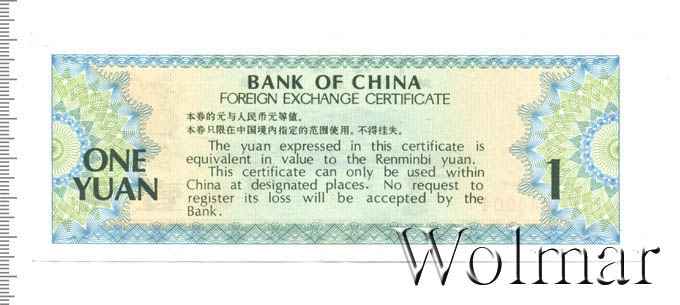 BANK OF CHINA
FOREIGN EXCHANGE CERTIFICATE
本券的元与人民币元等值。
本券只限在中国境内指定的范围使用。不得挂失。
The yuan expressed in this certificate is
equivalent in value to the Renminbi yuan.
This certificate can only be used within
China at designated places. No request to
register its loss will be accepted by the
Bank.
ONE
YUAN
1
Wolmar